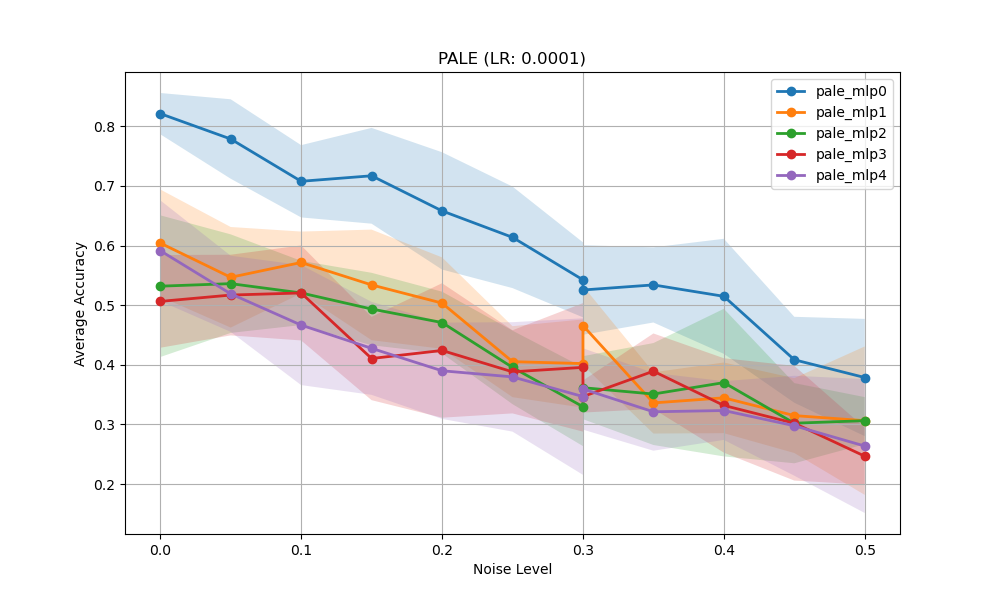 PALE (LR: 0.0001)
pale_mlp0
pale_mlp1
pale_mlp2
pale_mlp3
pale_mlp4
Average Accuracy
0.8
0.7
0.6
0.5
0.4
0.3
0.2
0.0 0.1 0.2 0.3 0.4 0.5
Noise Level